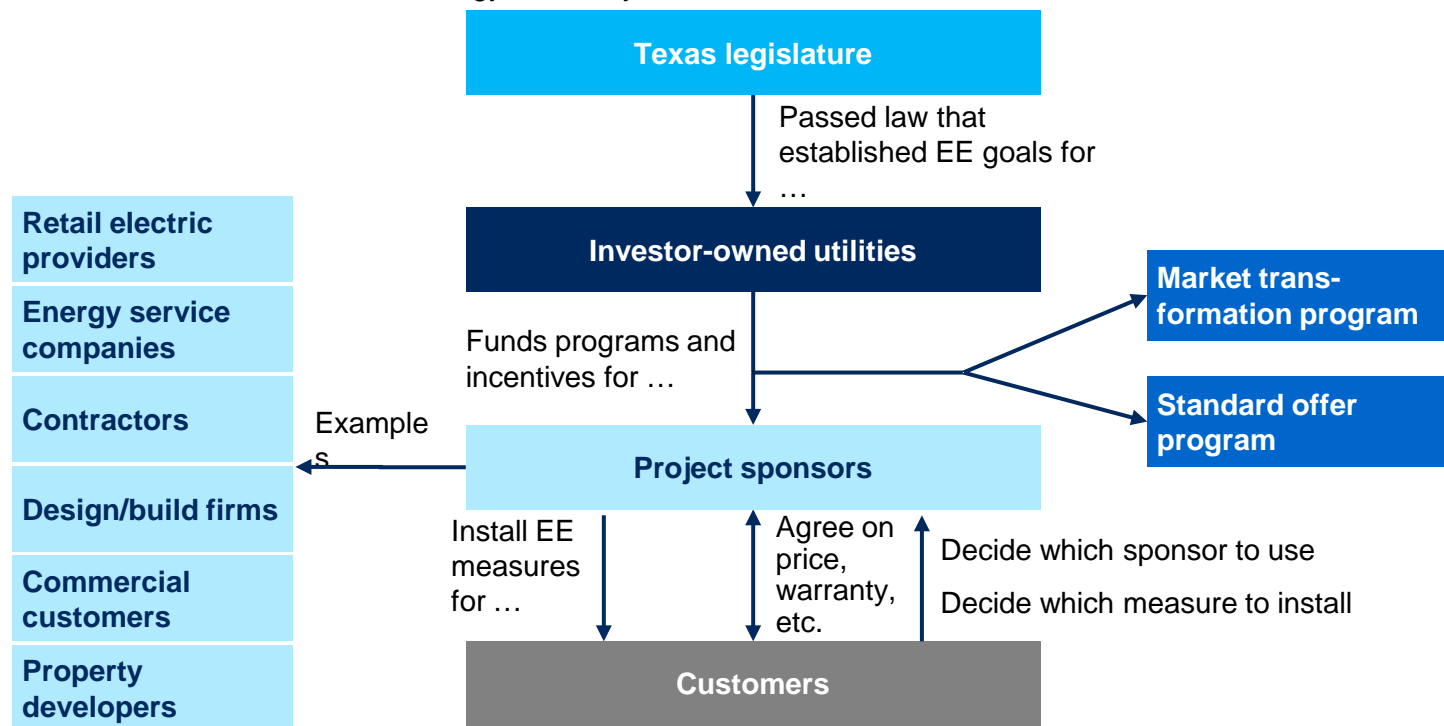 Texas legislature
Passed law that
established EE goals for
…
Investor-owned utilities
Funds programs and
incentives for …
Market trans-
formation program
Standard offer
program
Project sponsors
Example
s
Retail electric
providers
Energy service
companies
Contractors
Design/build firms
Commercial
customers
Property
developers
Install EE
measures
for …
Agree on
price,
warranty,
etc.
Decide which sponsor to use
Decide which measure to install
Customers